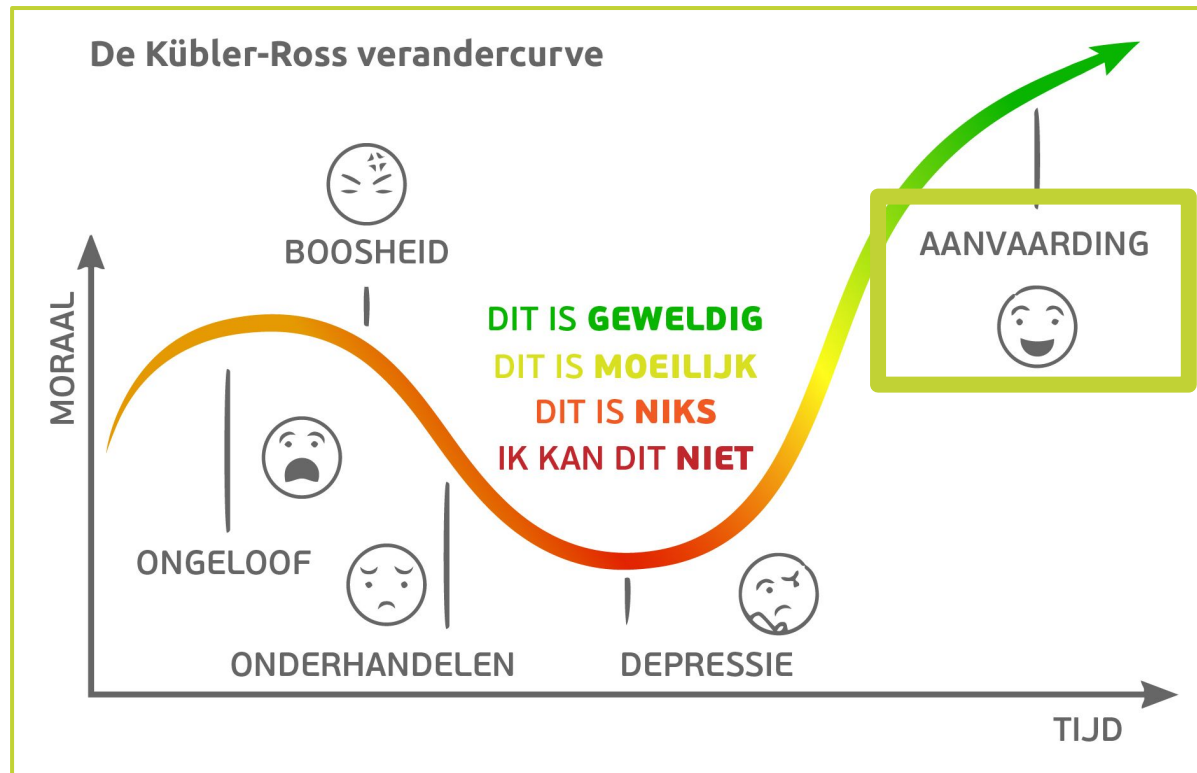 De Kübler-Ross verandercurve
BOOSHEID
AANVAARDING
MORAAL
DIT IS GEWELDIG
DIT IS MOEILIJK
DIT IS NIKS
IK KAN DIT NIET
ONGELOOF
ONDERHANDELEN
DEPRESSIE
TIJD